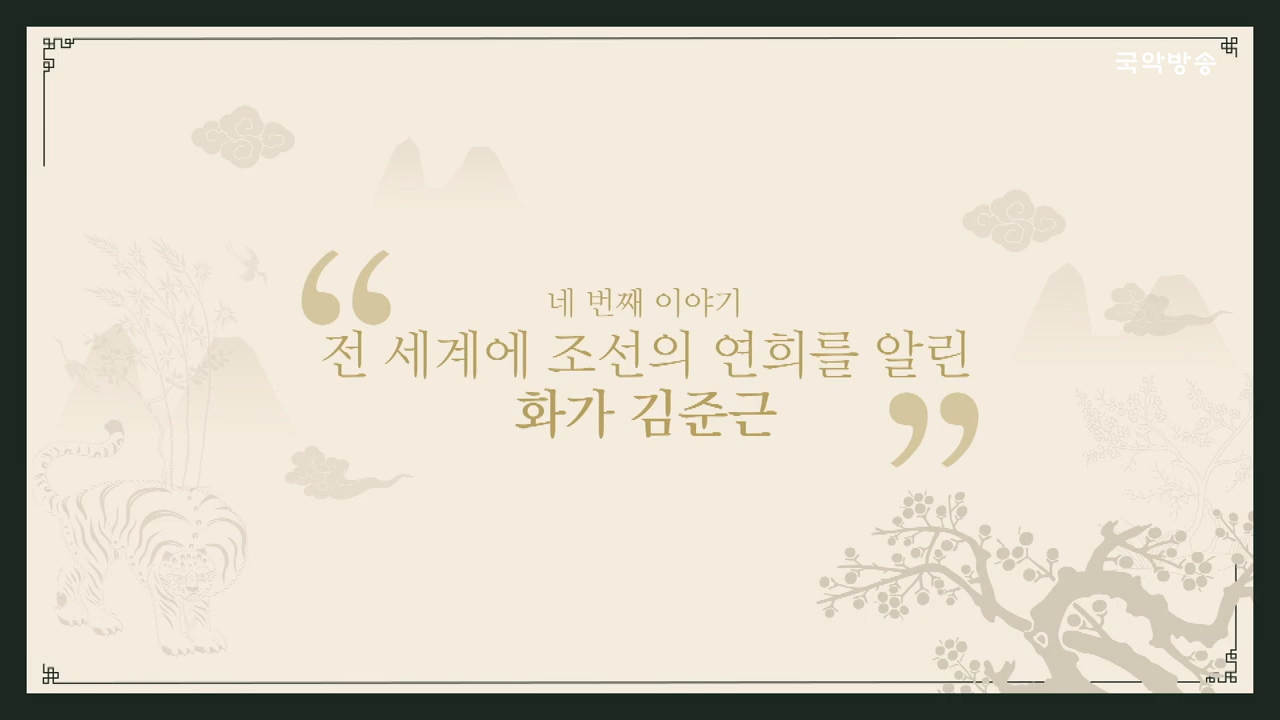 국악방송
“ 네 번째 이야기
전 세계에 조선의 연희를 알린
화가 김준근 ”